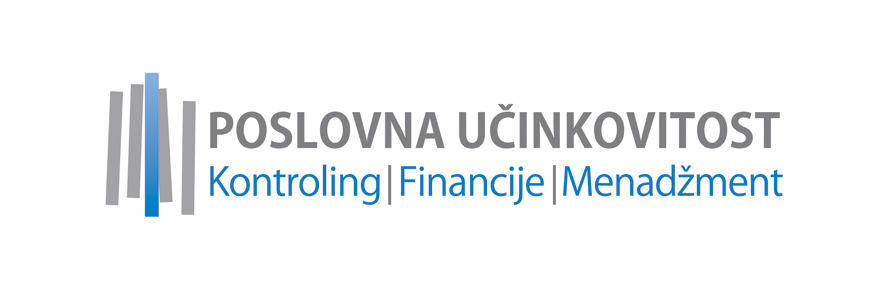 POSLOVNA UČINKOVITOST
Kontroling|Financije|Menadžment